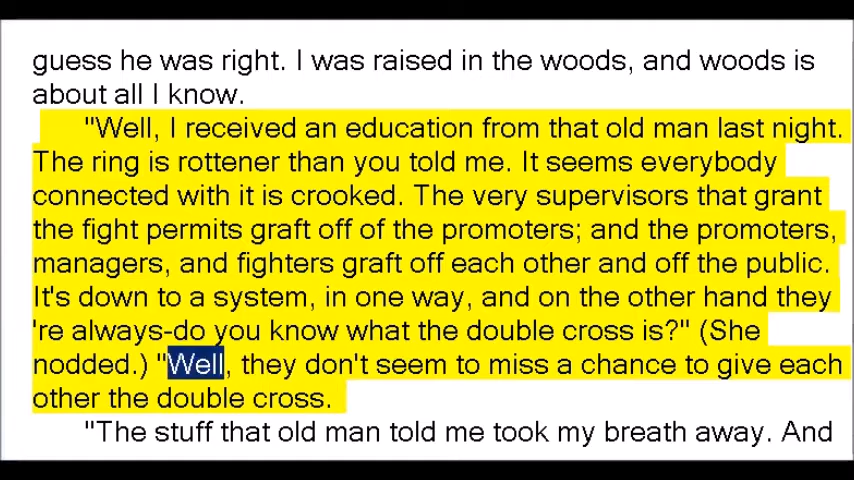 guess he was right. I was raised in the woods, and woods is
about all I know.
"Well, I received an education from that old man last night.
The ring is rottener than you told me. It seems everybody
connected with it is crooked. The very supervisors that grant
the fight permits graft off of the promoters; and the promoters,
managers, and fighters graft off each other and off the public.
It's down to a system, in one way, and on the other hand they
're always-do you know what the double cross is?" (She
nodded.) "Well, they don't seem to miss a chance to give each
other the double cross.
"The stuff that old man told me took my breath away. And